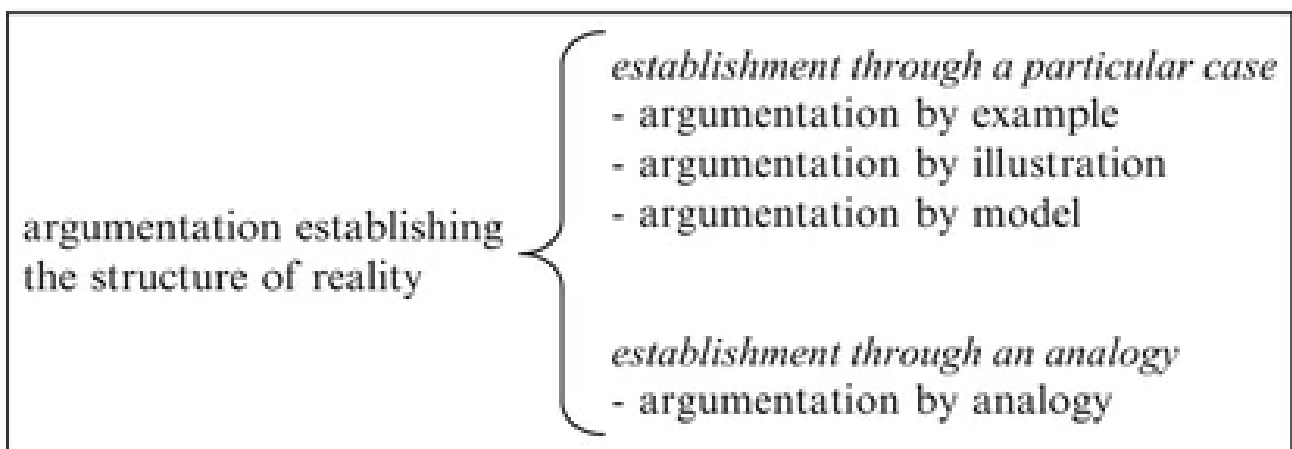 argumentation establishing
the structure of reality
establishment through a particular case
- argumentation by example
- argumentation by illustration
- argumentation by model
establishment through an analogy
- argumentation by analogy